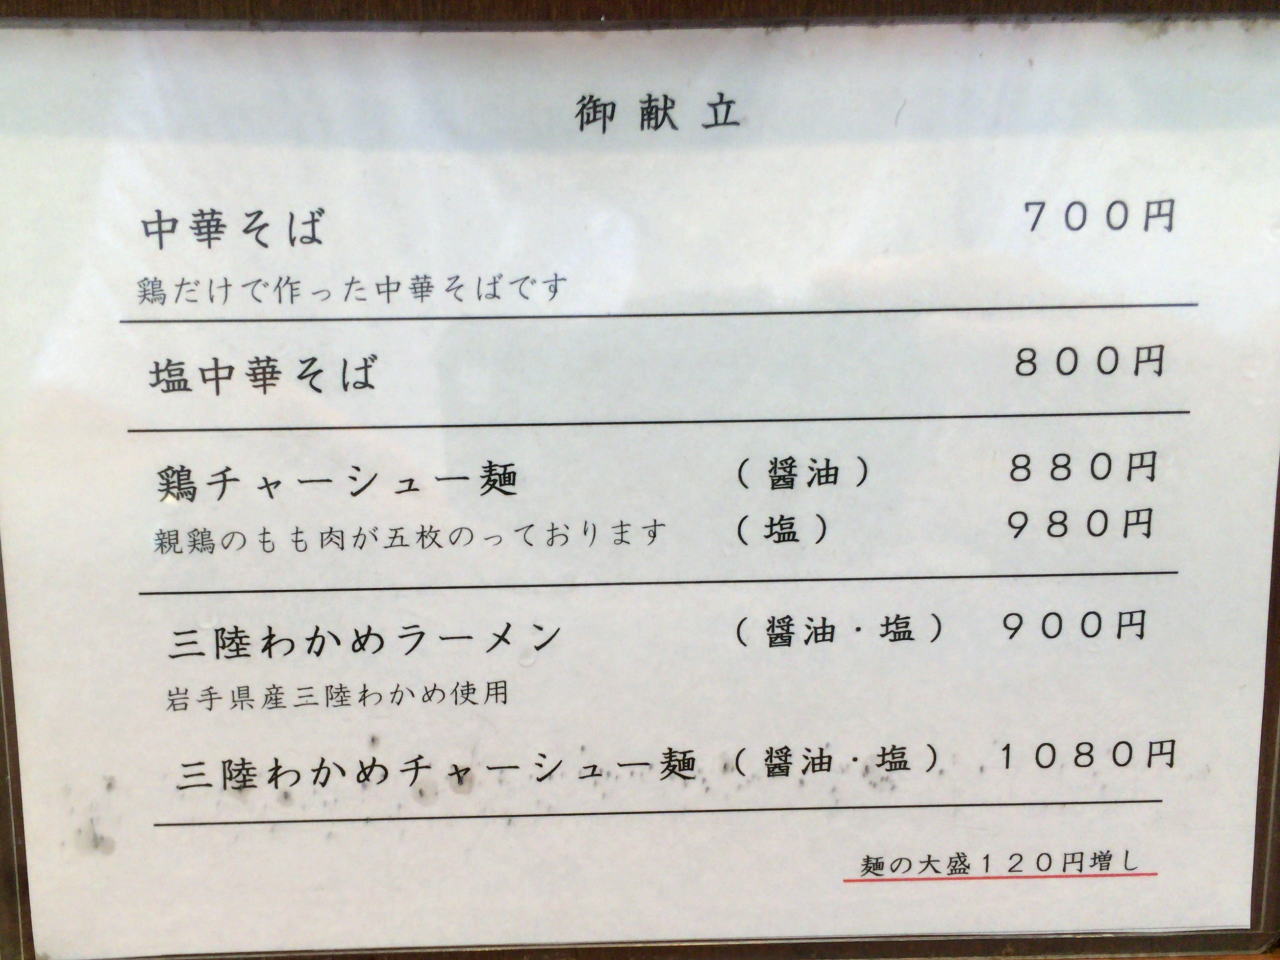 御献立
中華そば 700円
鶏だけで作った中華そばです
塩中華そば 800円
鶏チャーシュー麺 (醤油) 880円
親鶏のもも肉が五枚のっております (塩) 980円
三陸わかめラーメン (醤油・塩) 900円
岩手県産三陸わかめ使用
三陸わかめチャーシュー麺 (醤油・塩) 1080円
麺の大盛120円増し